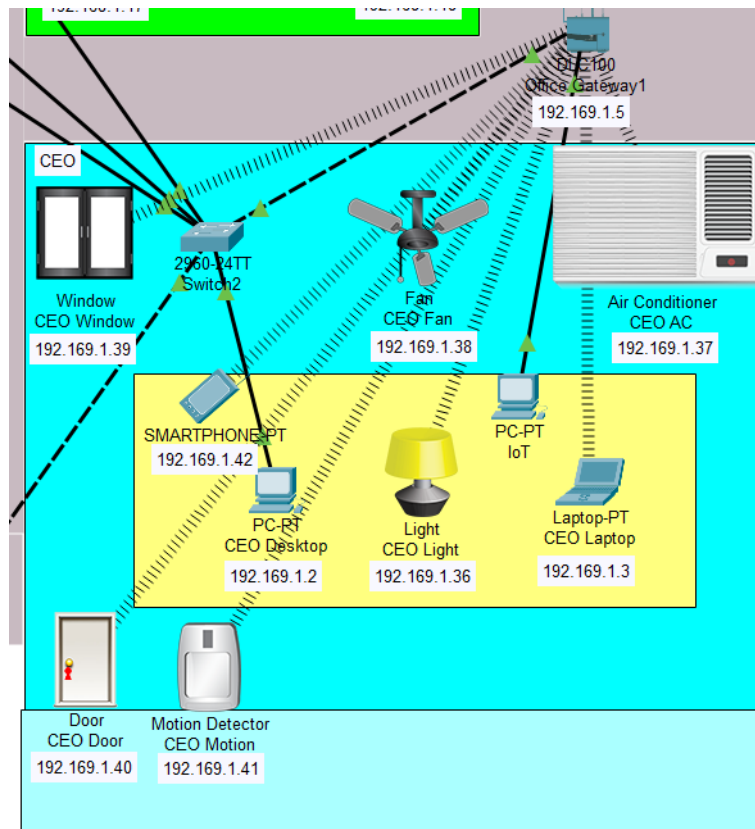 192.169.1.17
DLC100
Office Gateway1
192.169.1.5
CEO
2960-24TT
Switch2
Window
CEO Window
192.169.1.39
Fan
CEO Fan
192.169.1.38
Air Conditioner
CEO AC
192.169.1.37
SMARTPHONE-PT
192.169.1.42
PC-PT
IoT
PC-PT
CEO Desktop
192.169.1.2
Light
CEO Light
192.169.1.36
Laptop-PT
CEO Laptop
192.169.1.3
Door
CEO Door
192.169.1.40
Motion Detector
CEO Motion
192.169.1.41